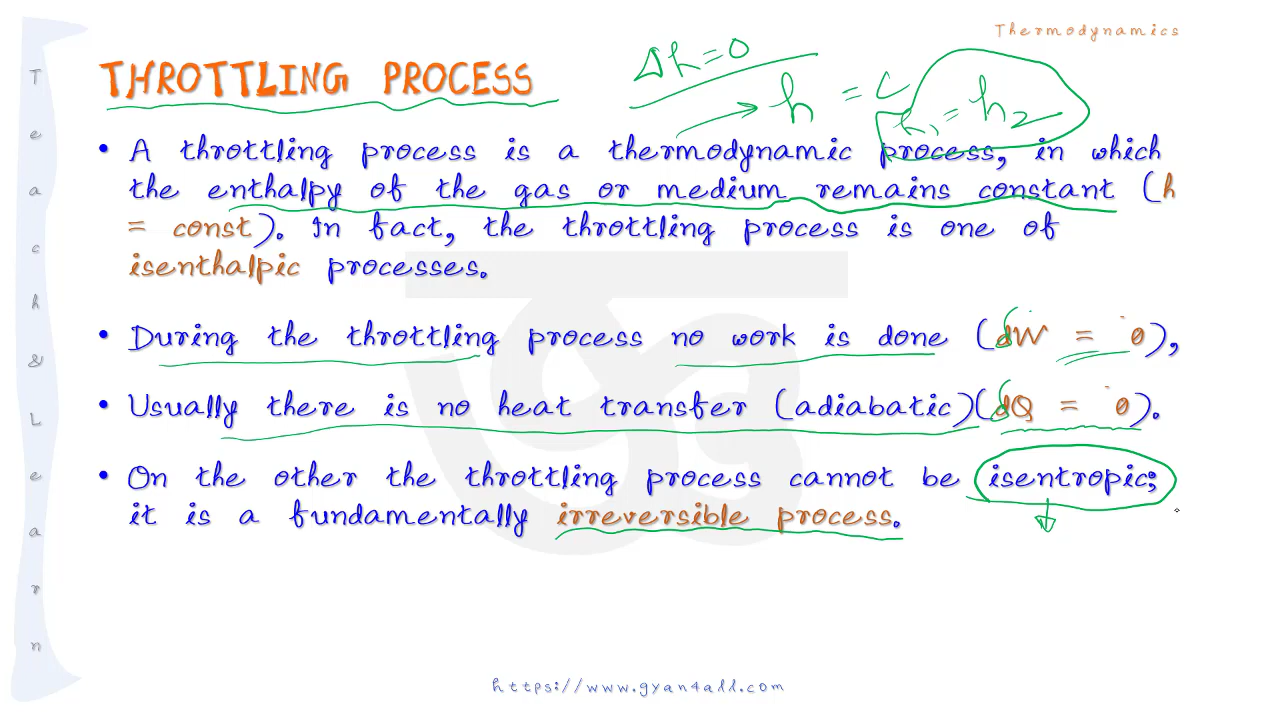 Thermodynamics
Δh=0
THROTTLING PROCESS
h = c
h1 = h2
• A throttling process is a thermodynamic process, in which
the enthalpy of the gas or medium remains constant (h
= const). In fact, the throttling process is one of
isenthalpic processes.
• During the throttling process no work is done (dW = 0),
• Usually there is no heat transfer (adiabatic)(dQ = 0).
• On the other the throttling process cannot be isentropic;
it is a fundamentally irreversible process.
Teach&Learn
https://www.gyan4all.com